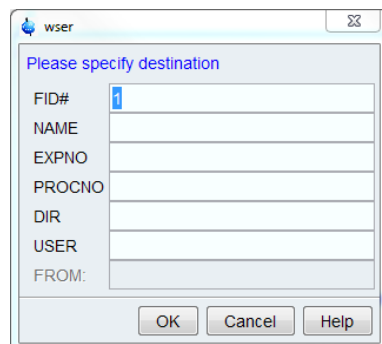 wser
Please specify destination
FID# 1
NAME
EXPNO
PROCNO
DIR
USER
FROM:
OK Cancel Help